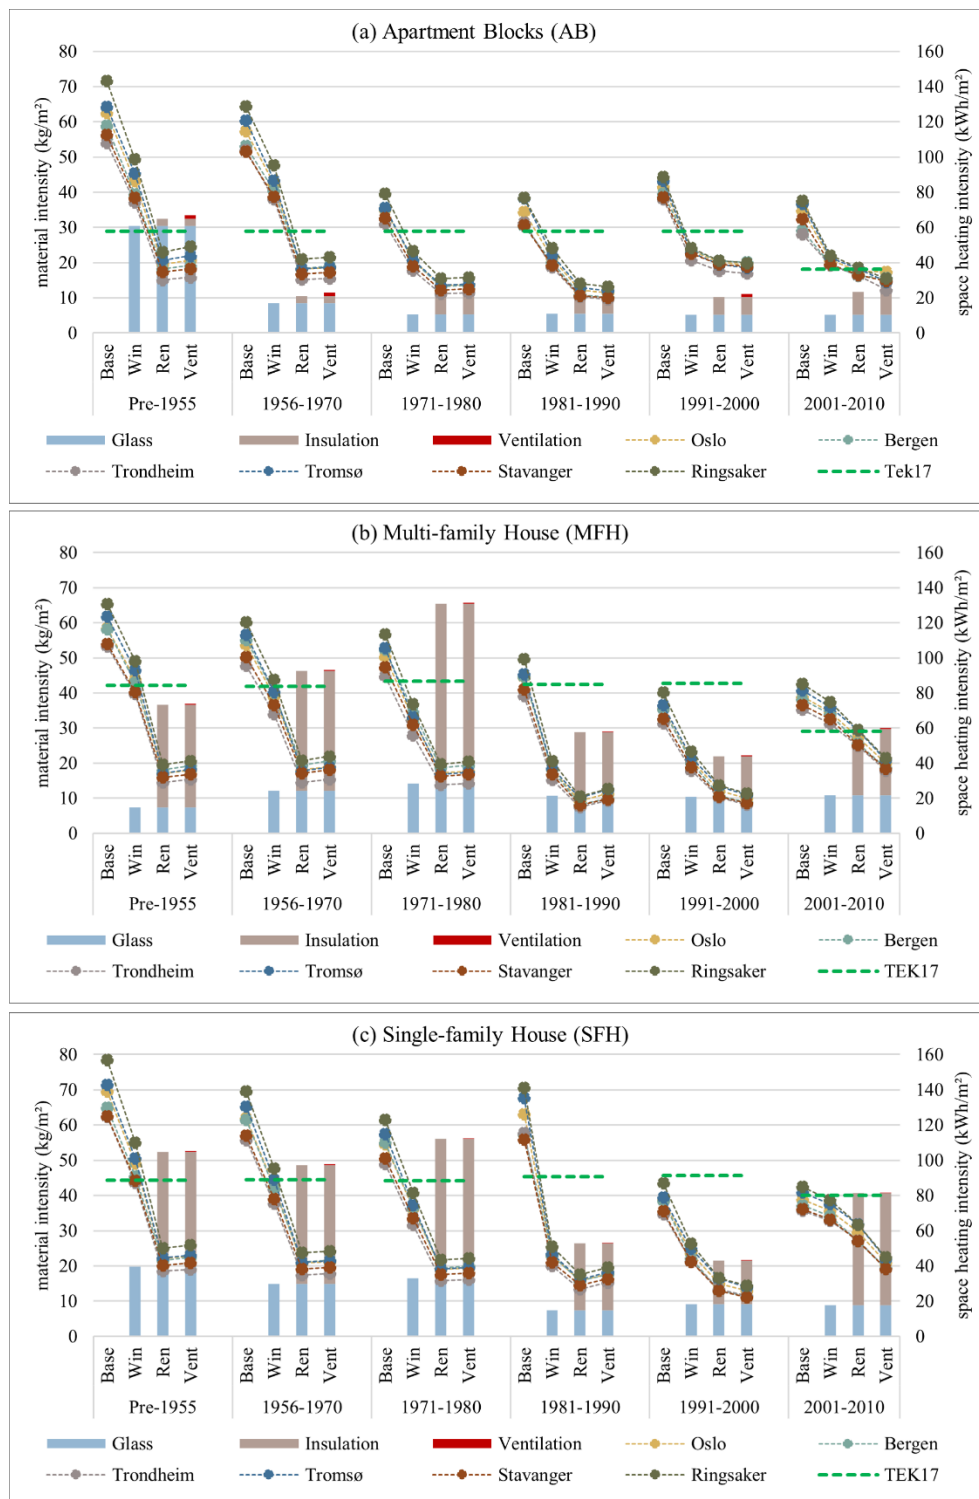 (a) Apartment Blocks (AB)
material intensity (kg/m²)
space heating intensity (kWh/m²)
80 70 60 50 40 30 20 10 0
160 140 120 100 80 60 40 20 0
Base Win Ren Vent Base Win Ren Vent Base Win Ren Vent Base Win Ren Vent Base Win Ren Vent Base Win Ren Vent
Pre-1955 1956-1970 1971-1980 1981-1990 1991-2000 2001-2010
Glass Insulation Ventilation Oslo Bergen
Trondheim Tromsø Stavanger Ringsaker Tek17
(b) Multi-family House (MFH)
material intensity (kg/m²)
space heating intensity (kWh/m²)
80 70 60 50 40 30 20 10 0
160 140 120 100 80 60 40 20 0
Base Win Ren Vent Base Win Ren Vent Base Win Ren Vent Base Win Ren Vent Base Win Ren Vent Base Win Ren Vent
Pre-1955 1956-1970 1971-1980 1981-1990 1991-2000 2001-2010
Glass Insulation Ventilation Oslo Bergen
Trondheim Tromsø Stavanger Ringsaker TEK17
(c) Single-family House (SFH)
material intensity (kg/m²)
space heating intensity (kWh/m²)
80 70 60 50 40 30 20 10 0
160 140 120 100 80 60 40 20 0
Base Win Ren Vent Base Win Ren Vent Base Win Ren Vent Base Win Ren Vent Base Win Ren Vent Base Win Ren Vent
Pre-1955 1956-1970 1971-1980 1981-1990 1991-2000 2001-2010
Glass Insulation Ventilation Oslo Bergen
Trondheim Tromsø Stavanger Ringsaker TEK17